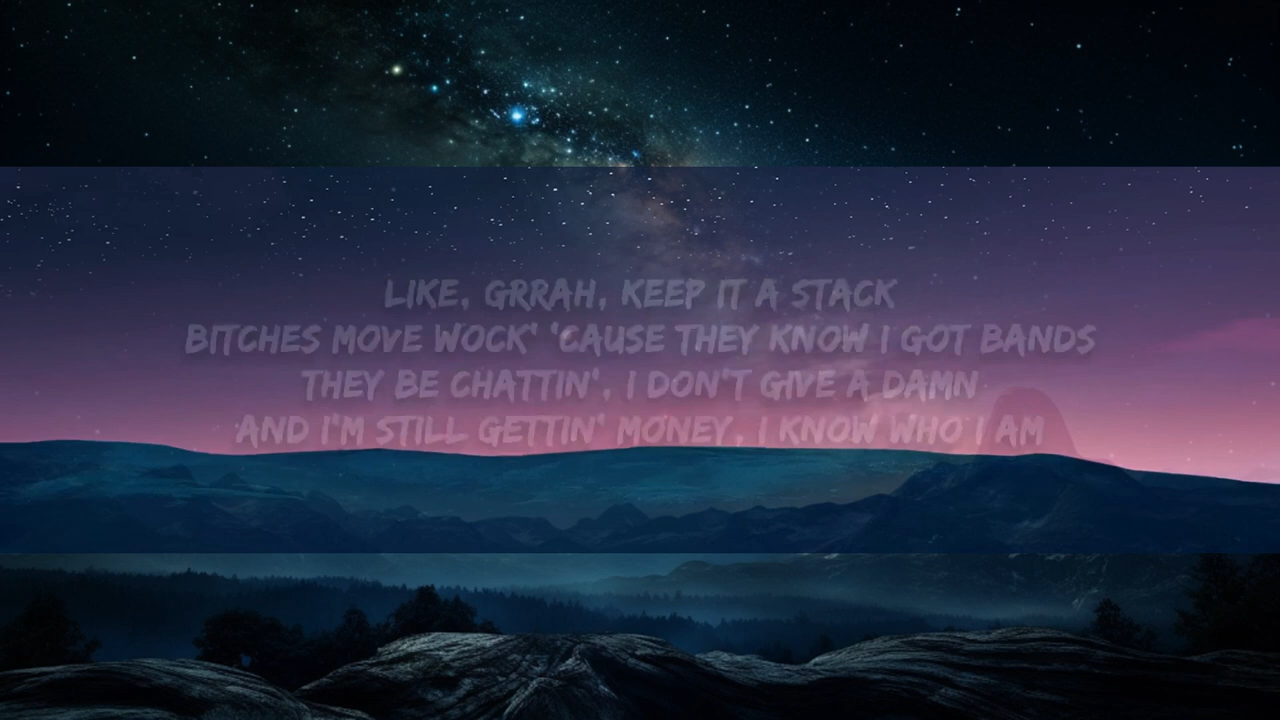 LIKE, GRRAH, KEEP IT A STACK
BITCHES MOVE WOCK' 'CAUSE THEY KNOW I GOT BANDS
THEY BE CHATTIN', I DON'T GIVE A DAMN
AND I'M STILL GETTIN' MONEY, I KNOW WHO I AM